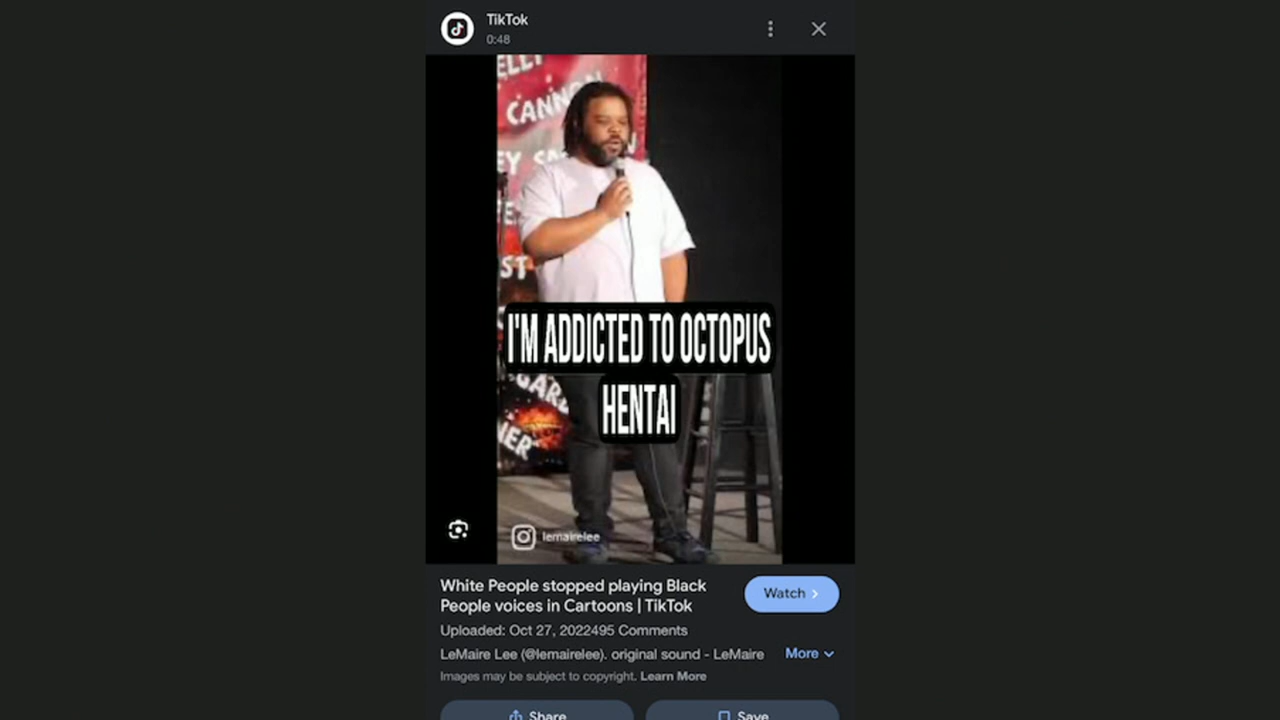 TikTok
0:48
CANNON
ST
I'M ADDICTED TO OCTOPUS
HENTAI
lemairelee
White People stopped playing Black
People voices in Cartoons | TikTok
Watch
Uploaded: Oct 27, 2022495 Comments
LeMaire Lee (@lemairelee). original sound - LeMaire
More
Images may be subject to copyright. Learn More
Share
Save